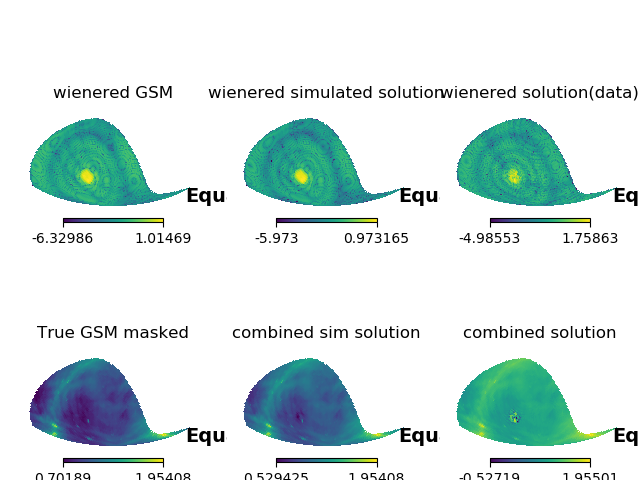 wienered GSM
wienered simulated solution
wienered solution(data)
Equ
Equ
Eq
-6.32986 1.01469
-5.973 0.973165
-4.98553 1.75863
True GSM masked
combined sim solution
combined solution
Equ
Equ
Eq
0.70189 1.95408
0.529425 1.95408
-0.52719 1.95501